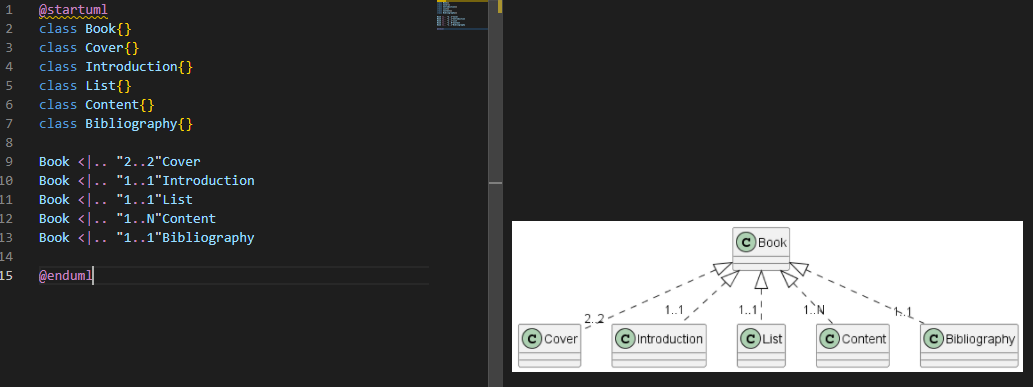 1 @startuml
2 class Book{}
3 class Cover{}
4 class Introduction{}
5 class List{}
6 class Content{}
7 class Bibliography{}
8
9 Book <|.. "2..2"Cover
10 Book <|.. "1..1"Introduction
11 Book <|.. "1..1"List
12 Book <|.. "1..N"Content
13 Book <|.. "1..1"Bibliography
14
15 @enduml
C Book
2..2 1..1 1..1 1..N 1..1
C Cover C Introduction C List C Content C Bibliography